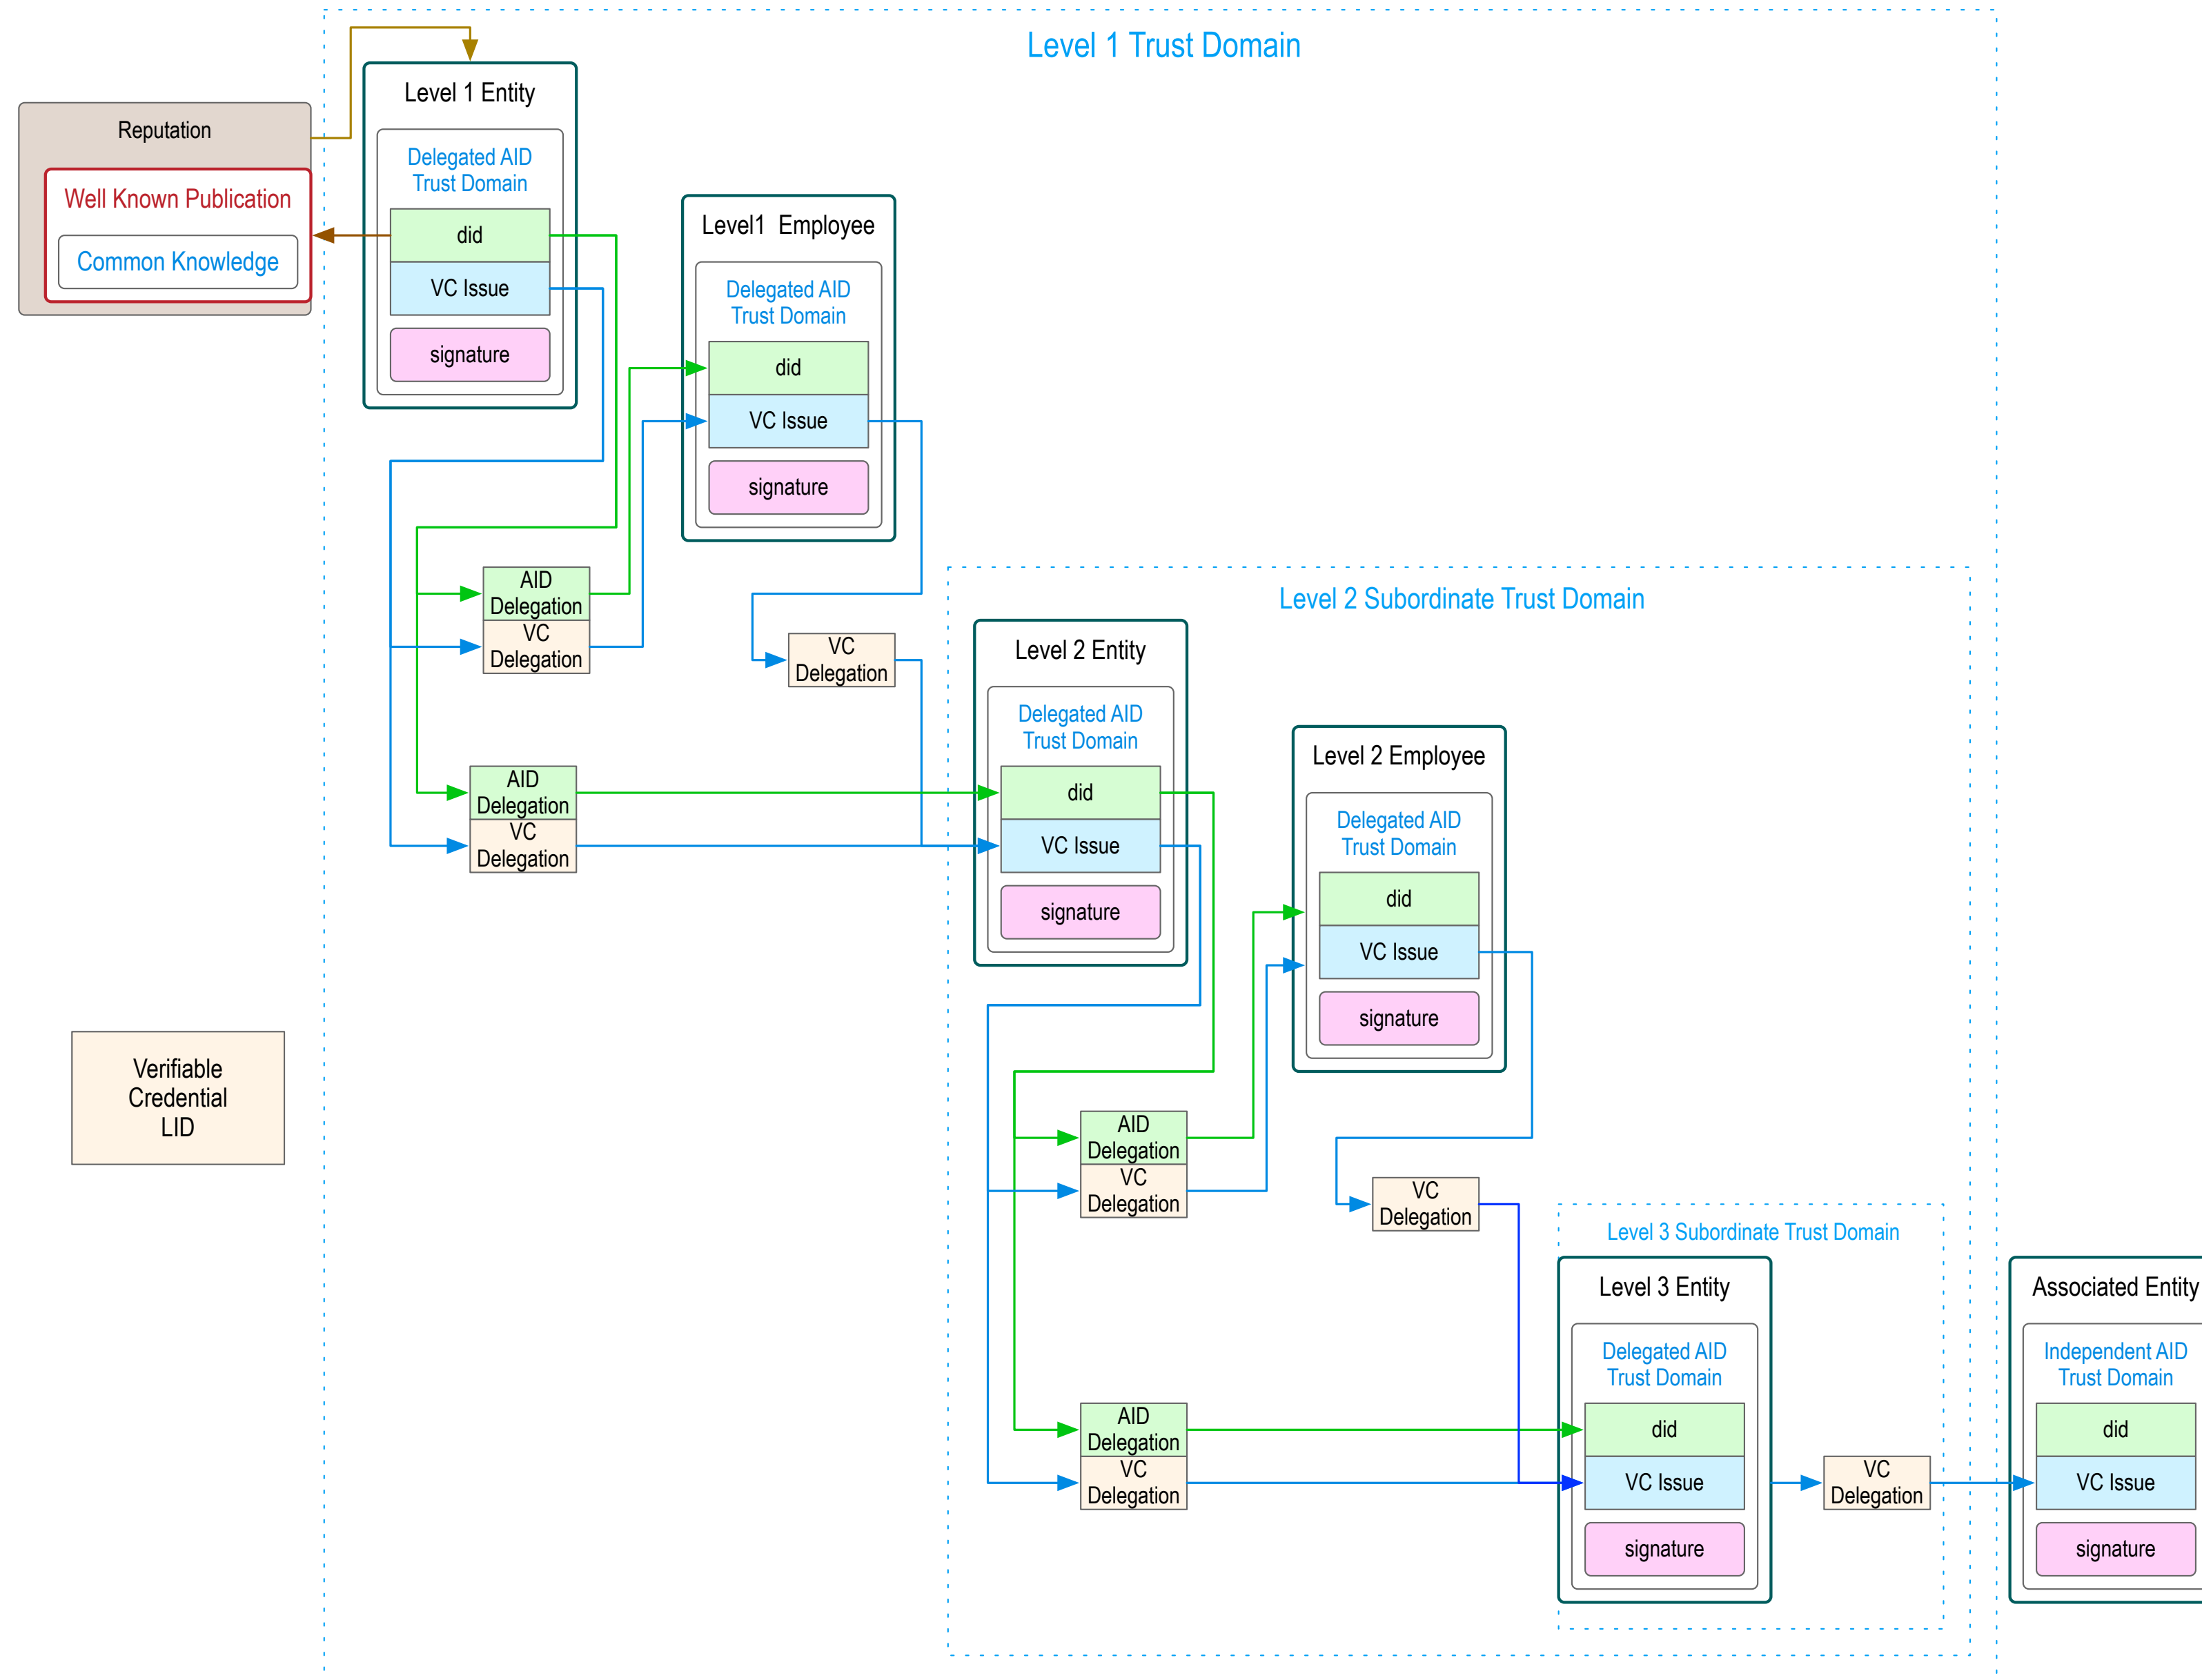 Level 1 Trust Domain
Reputation
Well Known Publication
Common Knowledge
Level 1 Entity
Delegated AID
Trust Domain
did
VC Issue
signature
Level1  Employee
Delegated AID
Trust Domain
did
VC Issue
signature
AID
Delegation
VC
Delegation
VC
Delegation
AID
Delegation
VC
Delegation
Level 2 Subordinate Trust Domain
Level 2 Entity
Delegated AID
Trust Domain
did
VC Issue
signature
Level 2 Employee
Delegated AID
Trust Domain
did
VC Issue
signature
Verifiable
Credential
LID
AID
Delegation
VC
Delegation
VC
Delegation
AID
Delegation
VC
Delegation
Level 3 Subordinate Trust Domain
Level 3 Entity
Delegated AID
Trust Domain
did
VC Issue
signature
VC
Delegation
Associated Entity
Independent AID
Trust Domain
did
VC Issue
signature